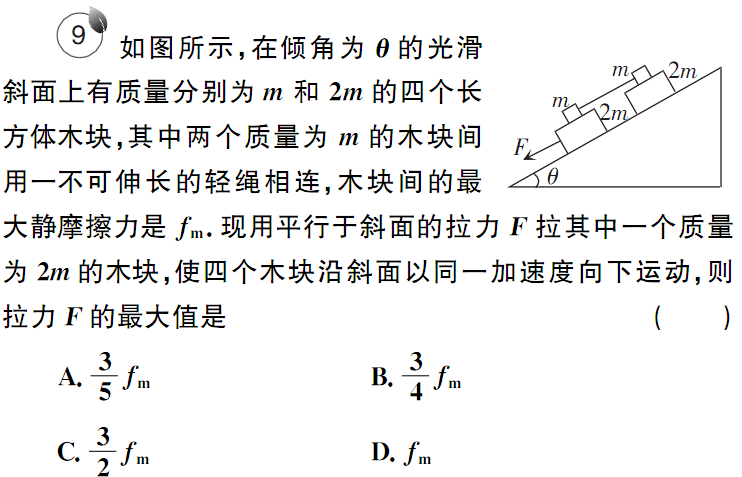 9 如图所示,在倾角为 θ 的光滑
斜面上有质量分别为 m 和 2m 的四个长
方体木块,其中两个质量为 m 的木块间
用一不可伸长的轻绳相连,木块间的最
大静摩擦力是 fm. 现用平行于斜面的拉力 F 拉其中一个质量
为 2m 的木块,使四个木块沿斜面以同一加速度向下运动,则
拉力 F 的最大值是 ( )
m 2m
m 2m
F
θ
A. 3/5 fm B. 3/4 fm
C. 3/2 fm D. fm